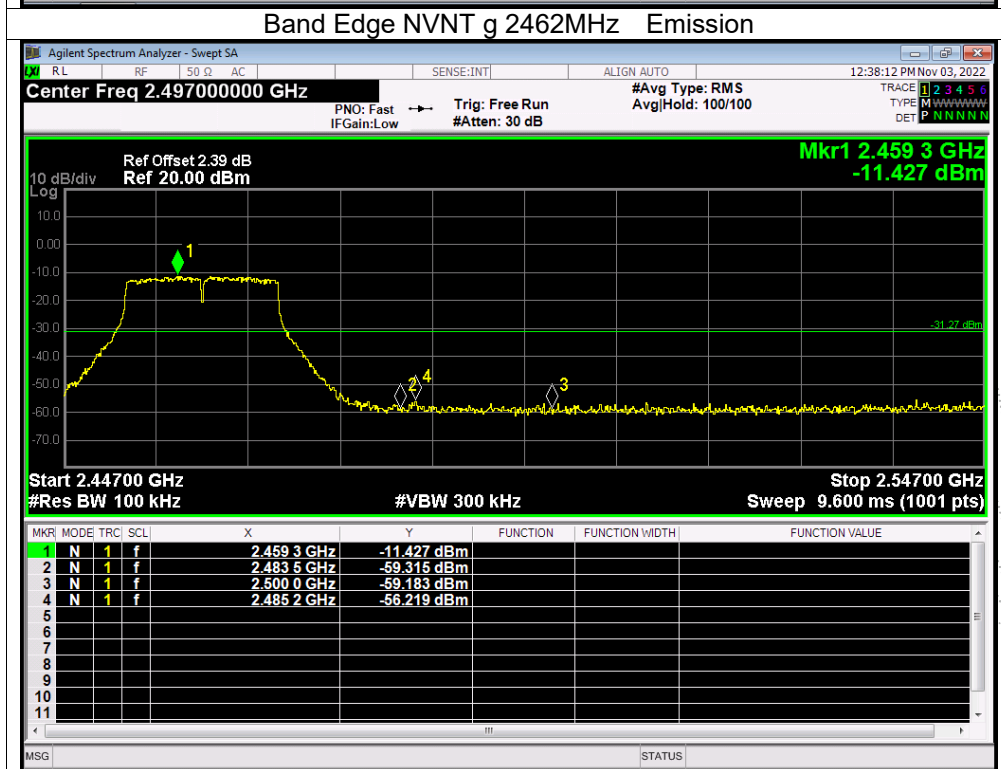 Band Edge NVNT g 2462MHz Emission
Agilent Spectrum Analyzer - Swept SA
LXI RL RF 50 Ω AC SENSE:INT ALIGN AUTO 12:38:12 PM Nov 03, 2022
Center Freq 2.497000000 GHz #Avg Type: RMS TRACE 1 2 3 4 5 6
PNO: Fast Trig: Free Run Avg|Hold: 100/100 TYPE M WWWWW
IFGain:Low #Atten: 30 dB DET P N N N N N
Mkr1 2.459 3 GHz
Ref Offset 2.39 dB
10 dB/div Ref 20.00 dBm -11.427 dBm
Log
10.0
0.00
1
-10.0
-20.0
-30.0
-31.27 dBm
-40.0
-50.0
2 4 3
-60.0
-70.0
Start 2.44700 GHz Stop 2.54700 GHz
#Res BW 100 kHz #VBW 300 kHz Sweep 9.600 ms (1001 pts)
MKR MODE TRC SCL X Y FUNCTION FUNCTION WIDTH FUNCTION VALUE
1 N 1 f 2.459 3 GHz -11.427 dBm
2 N 1 f 2.483 5 GHz -59.315 dBm
3 N 1 f 2.500 0 GHz -59.183 dBm
4 N 1 f 2.485 2 GHz -56.219 dBm
5
6
7
8
9
10
11
MSG STATUS